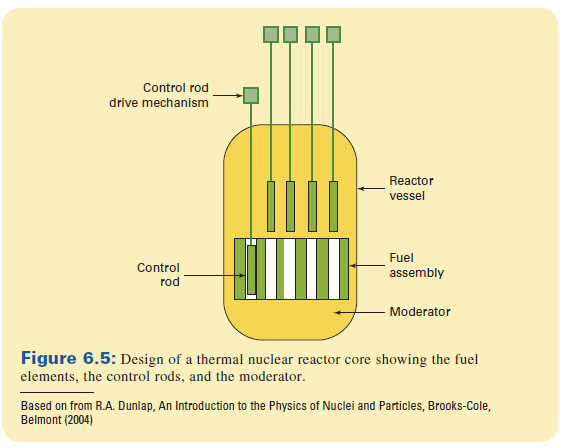 Control rod
drive mechanism
Reactor
vessel
Control
rod
Fuel
assembly
Moderator
Figure 6.5: Design of a thermal nuclear reactor core showing the fuel
elements, the control rods, and the moderator.
Based on from R.A. Dunlap, An Introduction to the Physics of Nuclei and Particles, Brooks-Cole,
Belmont (2004)